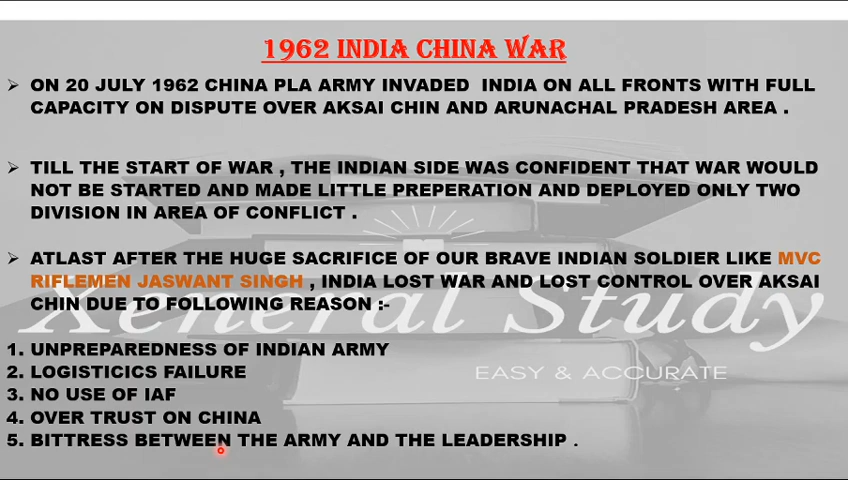 1962 INDIA CHINA WAR
➢ ON 20 JULY 1962 CHINA PLA ARMY INVADED INDIA ON ALL FRONTS WITH FULL
CAPACITY ON DISPUTE OVER AKSAI CHIN AND ARUNACHAL PRADESH AREA .
➢ TILL THE START OF WAR , THE INDIAN SIDE WAS CONFIDENT THAT WAR WOULD
NOT BE STARTED AND MADE LITTLE PREPERATION AND DEPLOYED ONLY TWO
DIVISION IN AREA OF CONFLICT .
➢ ATLAST AFTER THE HUGE SACRIFICE OF OUR BRAVE INDIAN SOLDIER LIKE MVC
RIFLEMEN JASWANT SINGH , INDIA LOST WAR AND LOST CONTROL OVER AKSAI
CHIN DUE TO FOLLOWING REASON :-
Xeneral Study
1. UNPREPAREDNESS OF INDIAN ARMY
2. LOGISTICICS FAILURE
EASY & ACCURATE
3. NO USE OF IAF
4. OVER TRUST ON CHINA
5. BITTRESS BETWEEN THE ARMY AND THE LEADERSHIP .